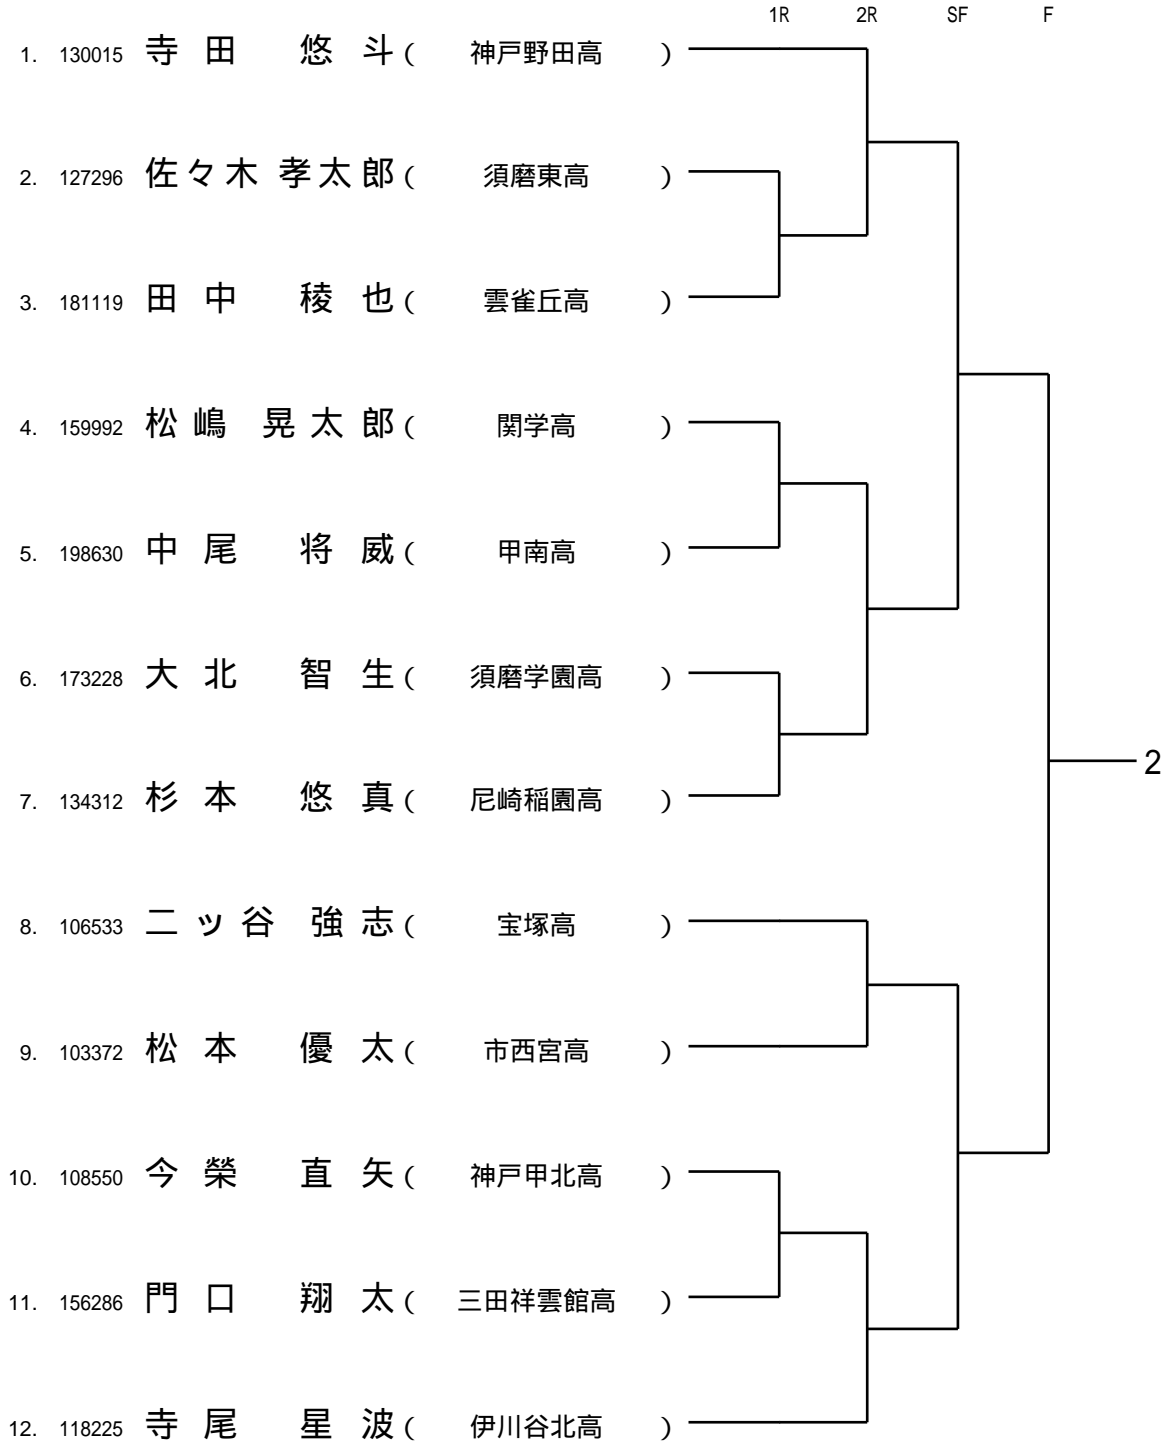 1R 2R SF F
1. 130015 寺田 悠斗 ( 神戸野田高 )
2. 127296 佐々木 孝太郎 ( 須磨東高 )
3. 181119 田中 稜也 ( 雲雀丘高 )
4. 159992 松嶋 晃太郎 ( 関学高 )
5. 198630 中尾 将威 ( 甲南高 )
6. 173228 大北 智生 ( 須磨学園高 )
2
7. 134312 杉本 悠真 ( 尼崎稲園高 )
8. 106533 二ッ谷 強志 ( 宝塚高 )
9. 103372 松本 優太 ( 市西宮高 )
10. 108550 今榮 直矢 ( 神戸甲北高 )
11. 156286 門口 翔太 ( 三田祥雲館高 )
12. 118225 寺尾 星波 ( 伊川谷北高 )